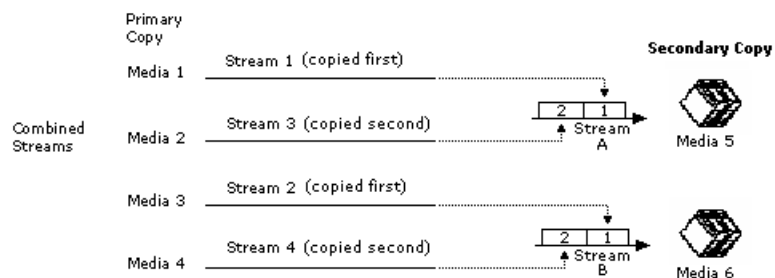 Primary
Copy
Secondary Copy
Media 1
Stream 1 (copied first)
2 1
Stream
A
Media 5
Combined
Streams
Media 2
Stream 3 (copied second)
Media 3
Stream 2 (copied first)
2 1
Stream
B
Media 6
Media 4
Stream 4 (copied second)